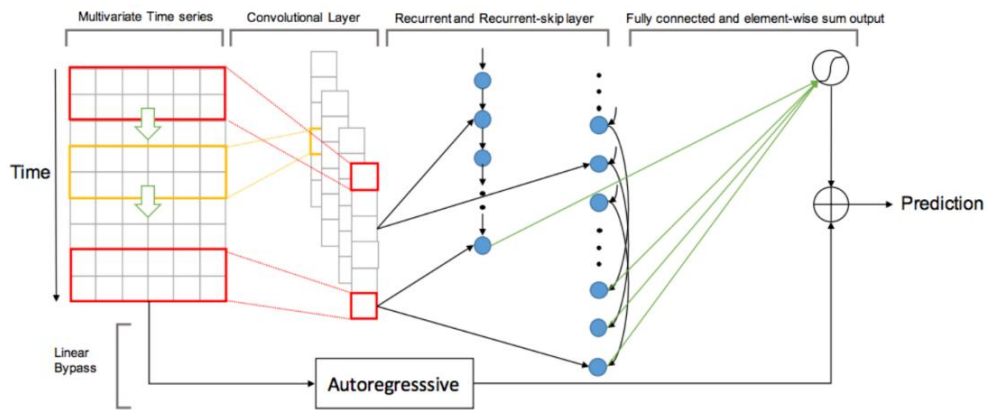 Multivariate Time series
Convolutional Layer
Recurrent and Recurrent-skip layer
Fully connected and element-wise sum output
Time
Prediction
Linear
Bypass
Autoregresssive